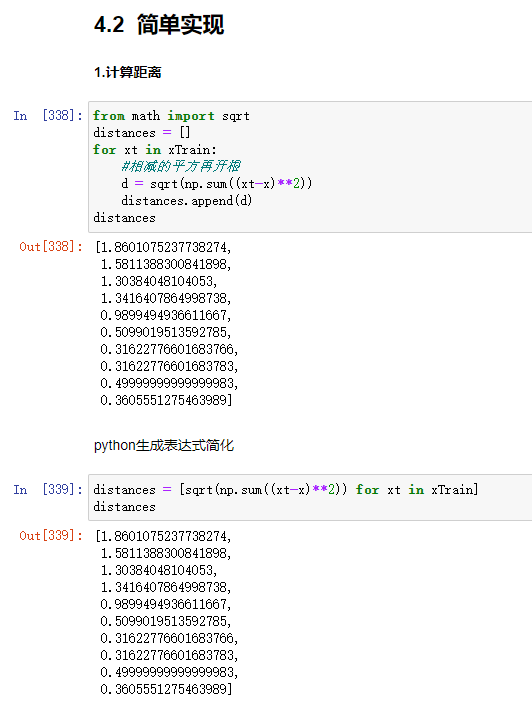 4.2 简单实现
1.计算距离
In [338]: from math import sqrt
distances = []
for xt in xTrain:
    #相减的平方再开根
    d = sqrt(np.sum((xt-x)**2))
    distances.append(d)
distances
Out[338]: [1.8601075237738274,
1.5811388300841898,
1.30384048104053,
1.3416407864998738,
0.9899494936611667,
0.5099019513592785,
0.31622776601683766,
0.31622776601683783,
0.49999999999999983,
0.3605551275463989]
python生成表达式简化
In [339]: distances = [sqrt(np.sum((xt-x)**2)) for xt in xTrain]
distances
Out[339]: [1.8601075237738274,
1.5811388300841898,
1.30384048104053,
1.3416407864998738,
0.9899494936611667,
0.5099019513592785,
0.31622776601683766,
0.31622776601683783,
0.49999999999999983,
0.3605551275463989]